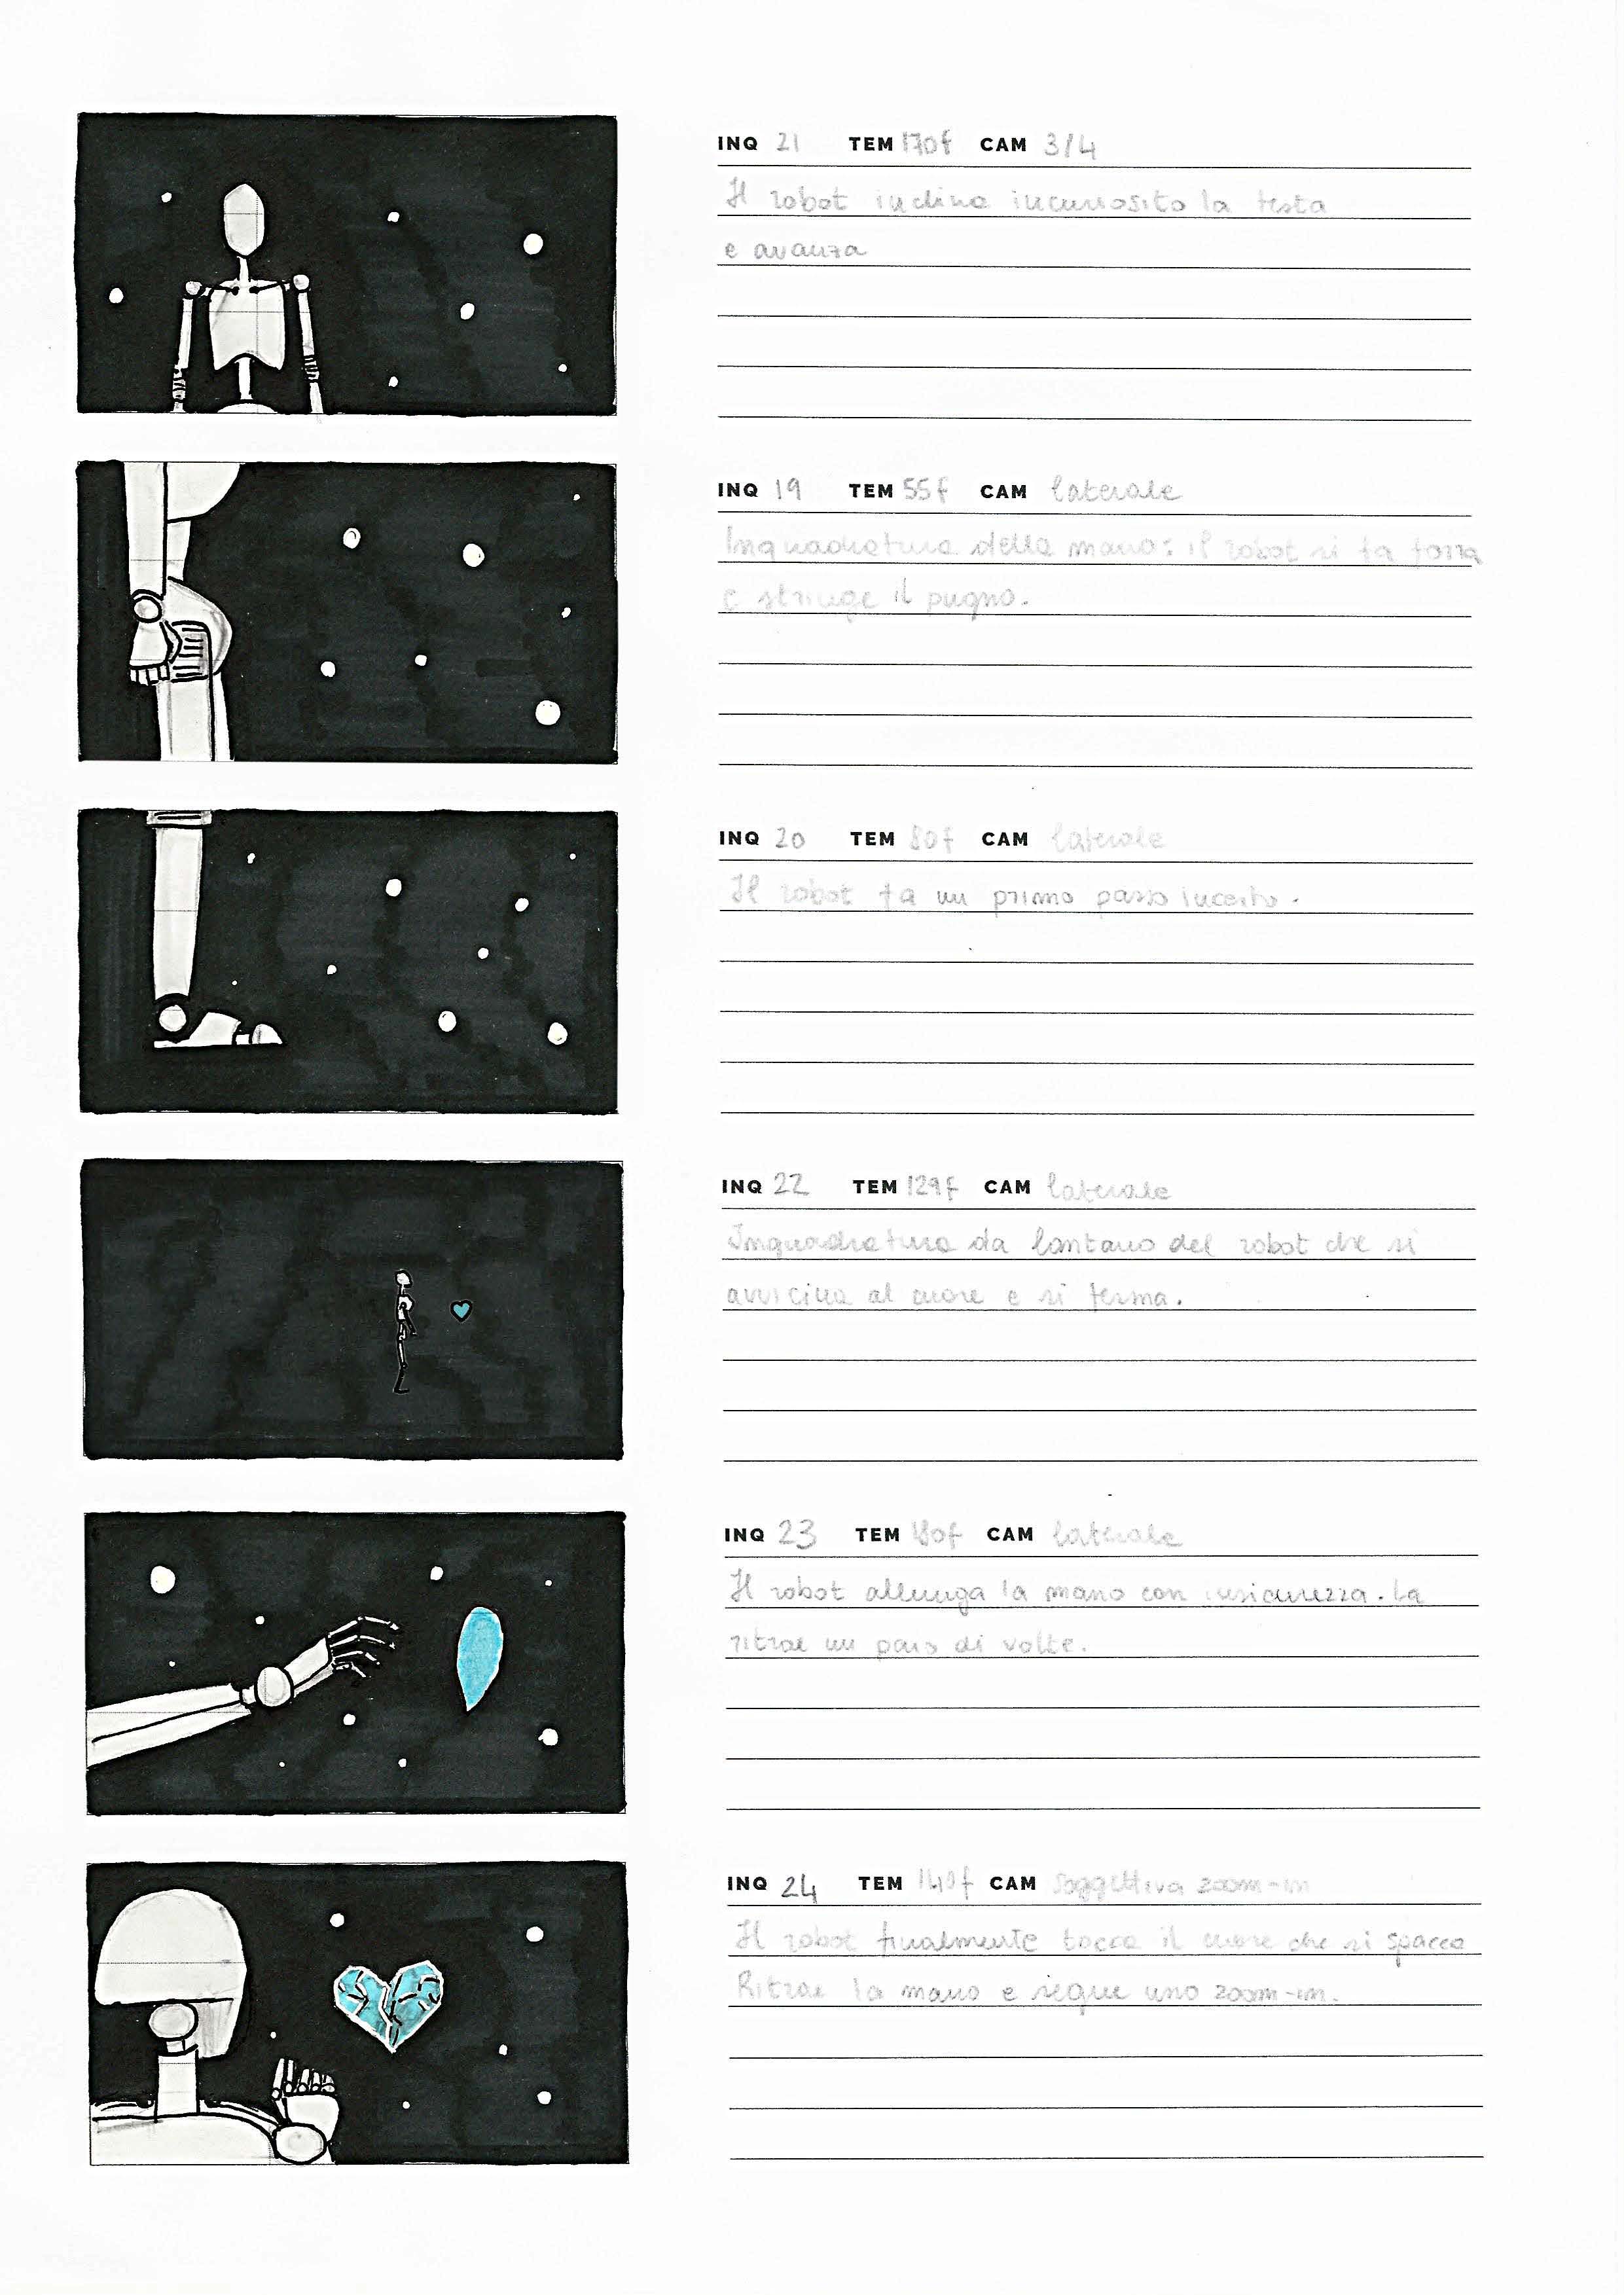 INQ 21 TEM 170f CAM 3/4
Il robot inclina incuriosito la testa
e avanza
INQ 19 TEM 55f CAM laterale
Inquadratura della mano: il robot si fa forza
e stringe il pugno.
INQ 20 TEM 80f CAM laterale
Il robot fa un primo passo incerto.
INQ 22 TEM 129f CAM laterale
Inquadratura da lontano del robot che si
avvicina al cuore e si ferma.
INQ 23 TEM CAM laterale
Il robot allunga la mano con insicurezza. La
ritrae un paio di volte.
INQ 24 TEM 140f CAM soggettiva zoom-in
Il robot finalmente tocca il cuore che si spacca
Ritrae la mano e segue uno zoom-in.